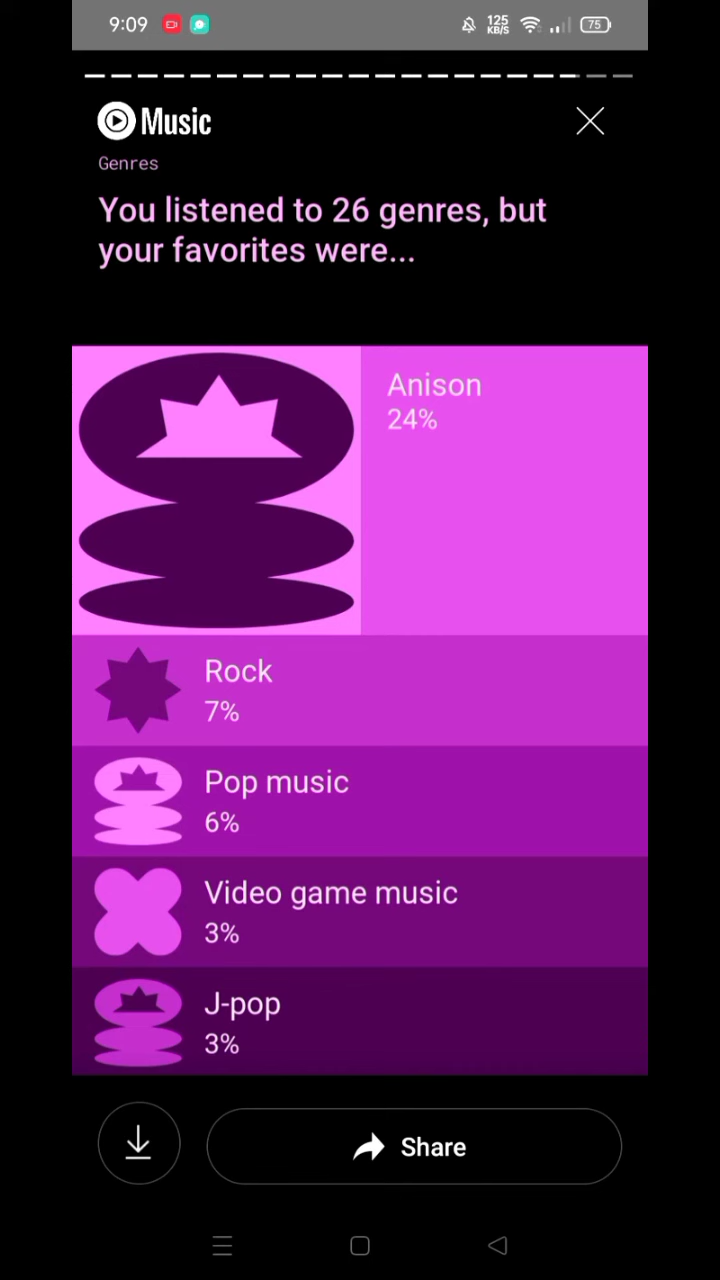 9:09
125
KB/S
75
Music
Genres
You listened to 26 genres, but
your favorites were...
Anison
24%
Rock
7%
Pop music
6%
Video game music
3%
J-pop
3%
Share